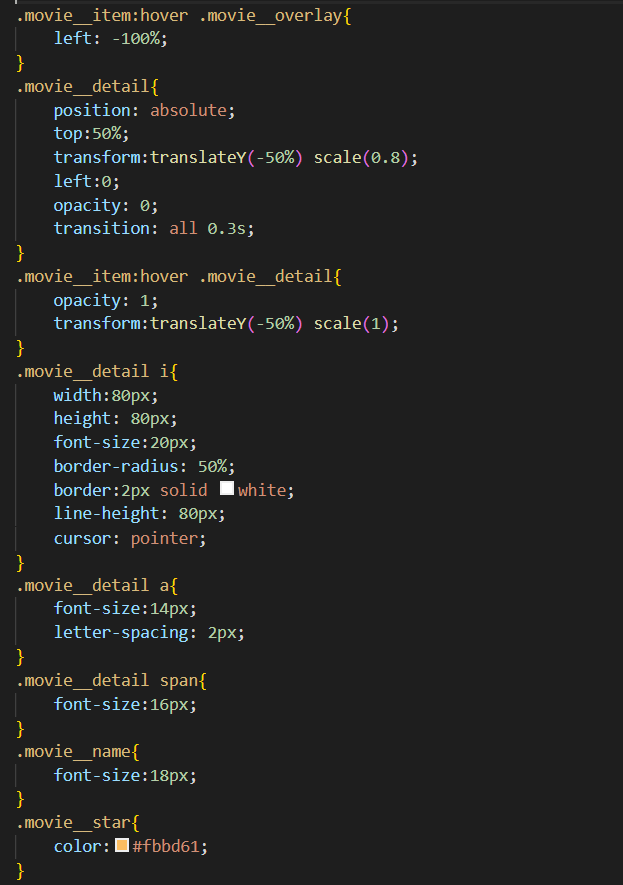 .movie__item:hover .movie__overlay{
    left: -100%;
}
.movie__detail{
    position: absolute;
    top:50%;
    transform:translateY(-50%) scale(0.8);
    left:0;
    opacity: 0;
    transition: all 0.3s;
}
.movie__item:hover .movie__detail{
    opacity: 1;
    transform:translateY(-50%) scale(1);
}
.movie__detail i{
    width:80px;
    height: 80px;
    font-size:20px;
    border-radius: 50%;
    border:2px solid white;
    line-height: 80px;
    cursor: pointer;
}
.movie__detail a{
    font-size:14px;
    letter-spacing: 2px;
}
.movie__detail span{
    font-size:16px;
}
.movie__name{
    font-size:18px;
}
.movie__star{
    color:#fbbd61;
}